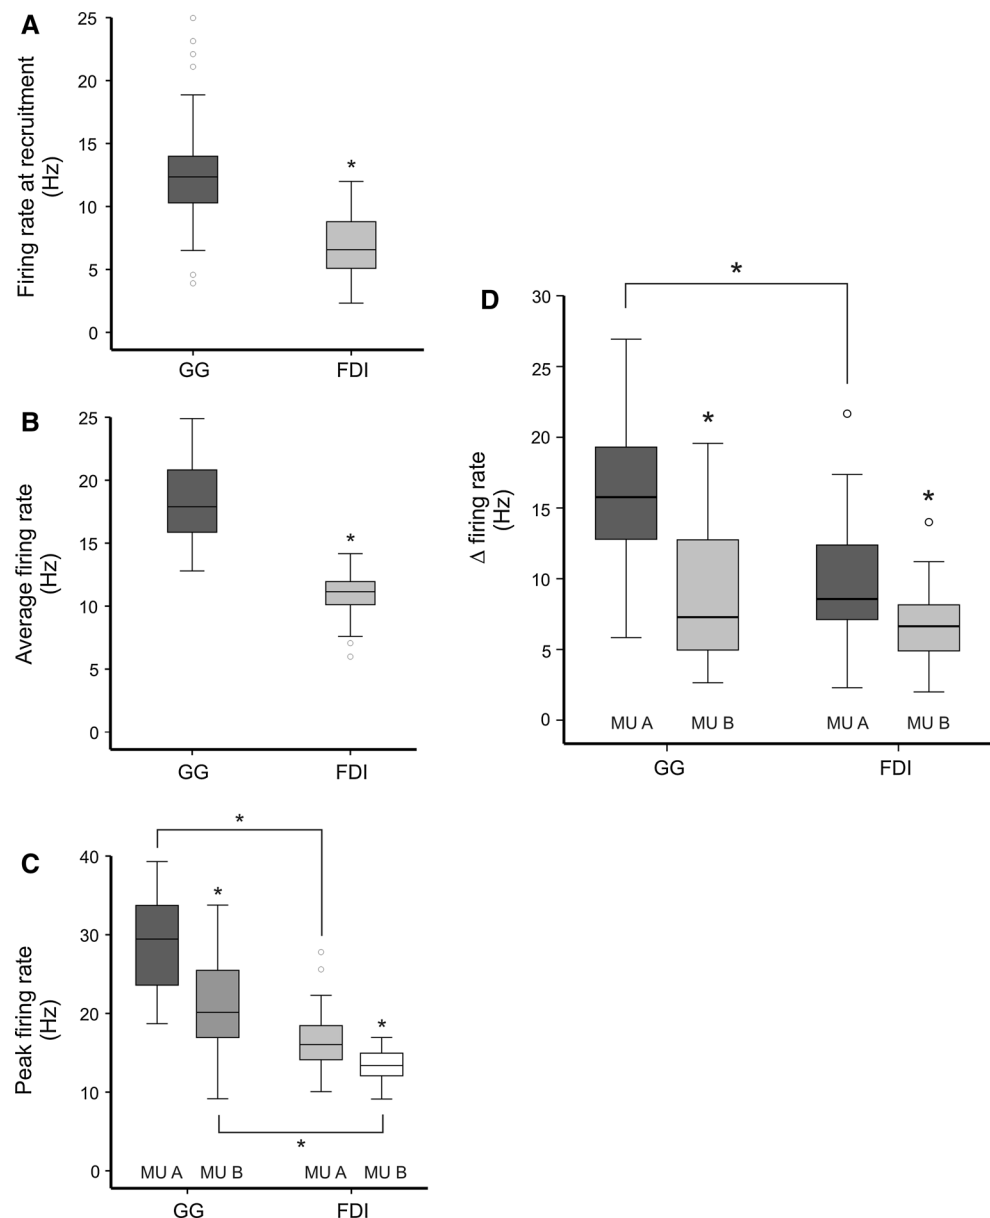 A
Firing rate at recruitment
(Hz)
25
20
15
10
5
0
*
GG
FDI
B
Average firing rate
(Hz)
25
20
15
10
5
0
*
GG
FDI
C
Peak firing rate
(Hz)
40
30
20
10
0
*
*
*
*
MU A
MU B
MU A
MU B
GG
FDI
D
Δ firing rate
(Hz)
30
25
20
15
10
5
0
*
*
*
MU A
MU B
MU A
MU B
GG
FDI